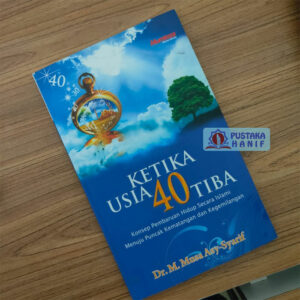 40
KETIKA
USIA 40 TIBA
Konsep Pembaruan Hidup Secara Islami
Menuju Puncak Kematangan dan Kegemilangan
Dr. M. Musa Asy-Syarif
PUSTAKA
HANIF